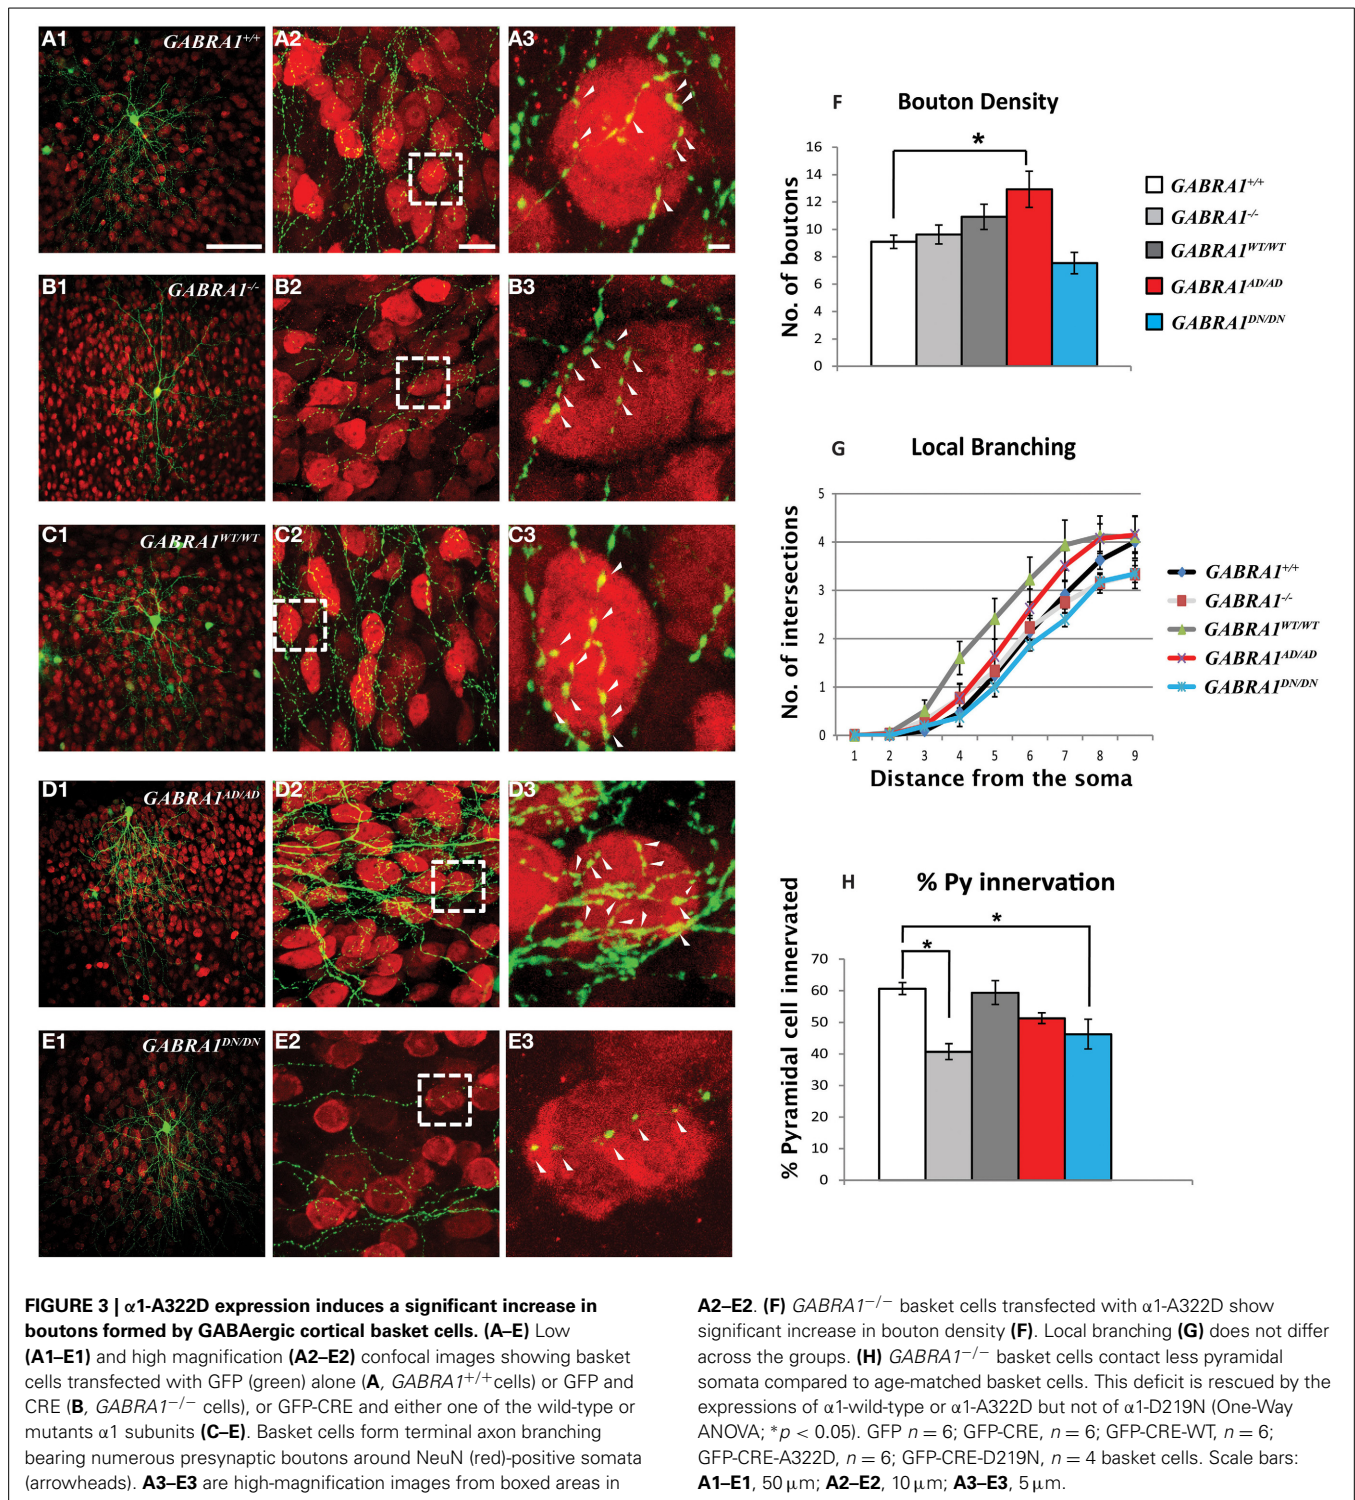 A1 GABRA1+/+ A2 A3
B1 GABRA1-/- B2 B3
C1 GABRA1WT/WT C2 C3
D1 GABRA1AD/AD D2 D3
E1 GABRA1DN/DN E2 E3
F Bouton Density
*
No. of boutons
16
14
12
10
8
6
4
2
0
GABRA1+/+
GABRA1-/-
GABRA1WT/WT
GABRA1AD/AD
GABRA1DN/DN
G Local Branching
No. of intersections
5
4
3
2
1
0
1 2 3 4 5 6 7 8 9
Distance from the soma
GABRA1+/+
GABRA1-/-
GABRA1WT/WT
GABRA1AD/AD
GABRA1DN/DN
H % Py innervation
*
*
% Pyramidal cell innervated
70
60
50
40
30
20
10
0
FIGURE 3 | α1-A322D expression induces a significant increase in
boutons formed by GABAergic cortical basket cells. (A–E) Low
(A1–E1) and high magnification (A2–E2) confocal images showing basket
cells transfected with GFP (green) alone (A, GABRA1+/+ cells) or GFP and
CRE (B, GABRA1−/− cells), or GFP-CRE and either one of the wild-type or
mutants α1 subunits (C–E). Basket cells form terminal axon branching
bearing numerous presynaptic boutons around NeuN (red)-positive somata
(arrowheads). A3–E3 are high-magnification images from boxed areas in
A2–E2. (F) GABRA1−/− basket cells transfected with α1-A322D show
significant increase in bouton density (F). Local branching (G) does not differ
across the groups. (H) GABRA1−/− basket cells contact less pyramidal
somata compared to age-matched basket cells. This deficit is rescued by the
expressions of α1-wild-type or α1-A322D but not of α1-D219N (One-Way
ANOVA; *p < 0.05). GFP n = 6; GFP-CRE, n = 6; GFP-CRE-WT, n = 6;
GFP-CRE-A322D, n = 6; GFP-CRE-D219N, n = 4 basket cells. Scale bars:
A1–E1, 50 μm; A2–E2, 10 μm; A3–E3, 5 μm.